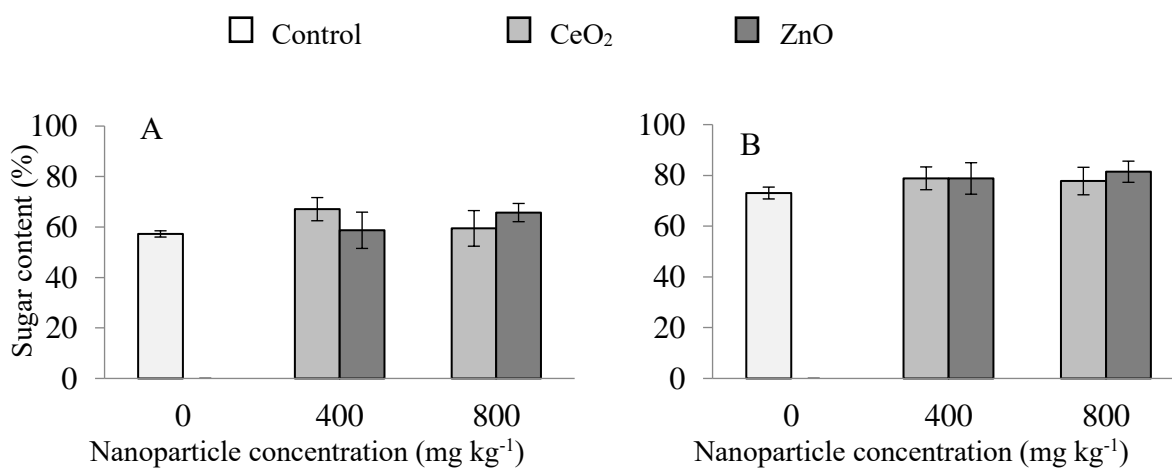 Control CeO₂ ZnO
A
Sugar content (%)
100
80
60
40
20
0
0 400 800
Nanoparticle concentration (mg kg⁻¹)
B
100
80
60
40
20
0
0 400 800
Nanoparticle concentration (mg kg⁻¹)